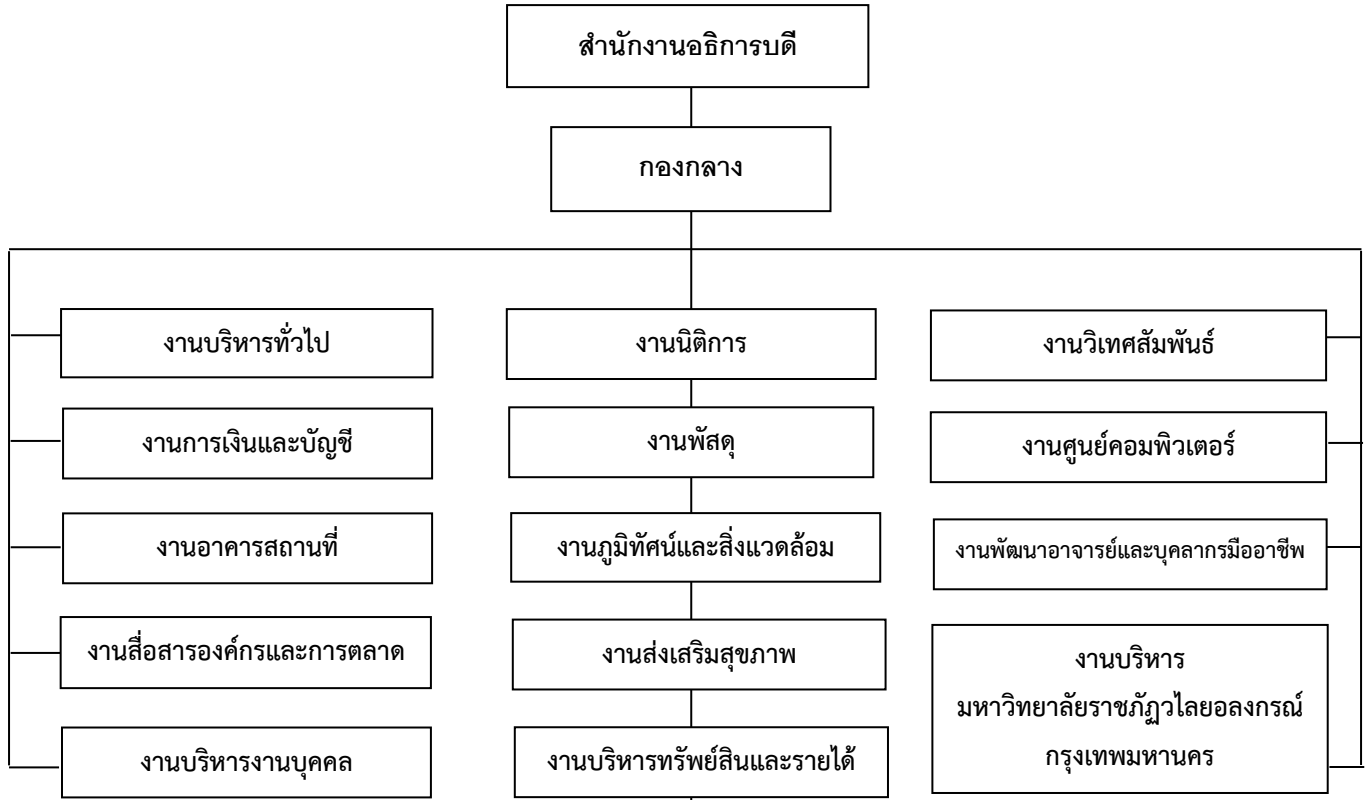 สำนักงานอธิการบดี
กองกลาง
งานบริหารทั่วไป
งานนิติการ
งานวิเทศสัมพันธ์
งานการเงินและบัญชี
งานพัสดุ
งานศูนย์คอมพิวเตอร์
งานอาคารสถานที่
งานภูมิทัศน์และสิ่งแวดล้อม
งานพัฒนาอาจารย์และบุคลากรมืออาชีพ
งานสื่อสารองค์กรและการตลาด
งานส่งเสริมสุขภาพ
งานบริหาร
มหาวิทยาลัยราชภัฏวไลยอลงกรณ์
กรุงเทพมหานคร
งานบริหารงานบุคคล
งานบริหารทรัพย์สินและรายได้